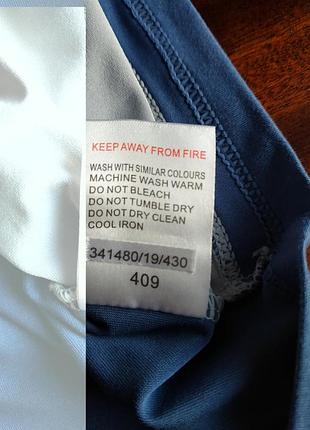 KEEP AWAY FROM FIRE
WASH WITH SIMILAR COLOURS
MACHINE WASH WARM
DO NOT BLEACH
DO NOT TUMBLE DRY
DO NOT DRY CLEAN
COOL IRON
341480/19/430
409